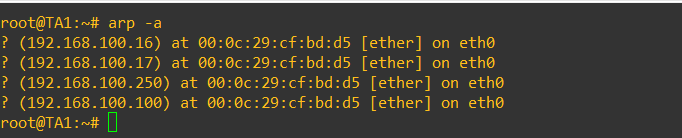 root@TA1:~# arp -a
? (192.168.100.16) at 00:0c:29:cf:bd:d5 [ether] on eth0
? (192.168.100.17) at 00:0c:29:cf:bd:d5 [ether] on eth0
? (192.168.100.250) at 00:0c:29:cf:bd:d5 [ether] on eth0
? (192.168.100.100) at 00:0c:29:cf:bd:d5 [ether] on eth0
root@TA1:~#